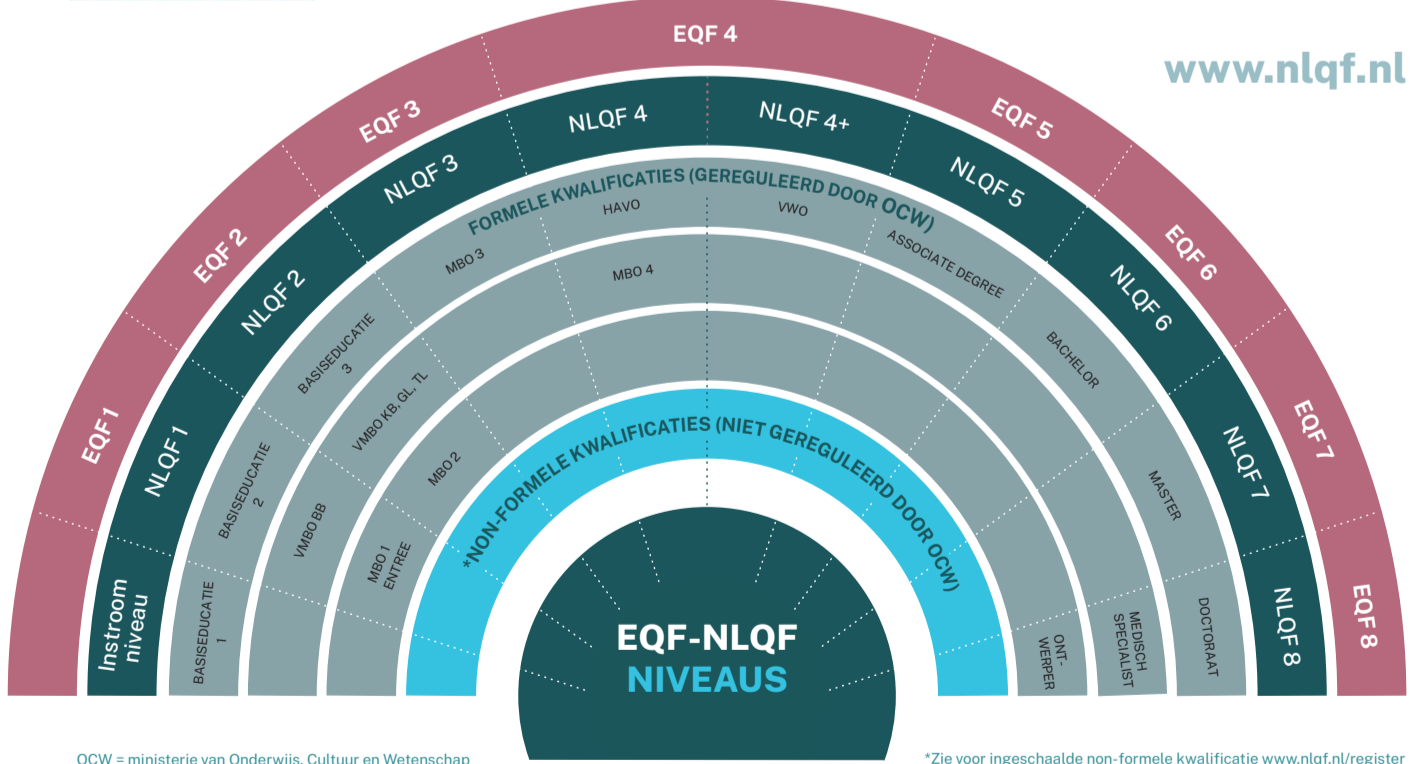 www.nlqf.nl
EQF 1
EQF 2
EQF 3
EQF 4
EQF 5
EQF 6
EQF 7
EQF 8
Instroom
niveau
NLQF 1
NLQF 2
NLQF 3
NLQF 4
NLQF 4+
NLQF 5
NLQF 6
NLQF 7
NLQF 8
FORMELE KWALIFICATIES (GEREGULEERD DOOR OCW)
BASISEDUCATIE
1
BASISEDUCATIE
2
BASISEDUCATIE
3
MBO 3
HAVO
VWO
ASSOCIATE DEGREE
BACHELOR
MASTER
DOCTORAAT
VMBO BB
VMBO KB, GL, TL
MBO 4
MEDISCH
SPECIALIST
MBO 1
ENTREE
MBO 2
ONT-
WERPER
*NON-FORMELE KWALIFICATIES (NIET GEREGULEERD DOOR OCW)
EQF-NLQF
NIVEAUS
OCW = ministerie van Onderwijs, Cultuur en Wetenschap
*Zie voor ingeschaalde non-formele kwalificatie www.nlqf.nl/register